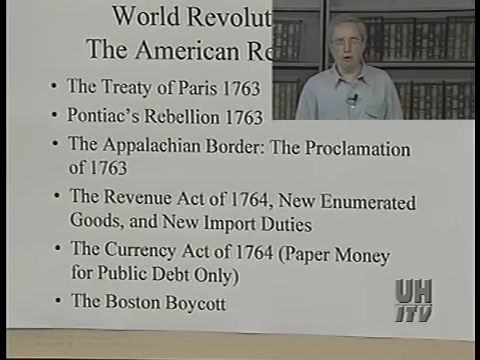 World Revolut
The American Re
• The Treaty of Paris 1763
• Pontiac's Rebellion 1763
• The Appalachian Border: The Proclamation
of 1763
• The Revenue Act of 1764, New Enumerated
Goods, and New Import Duties
• The Currency Act of 1764 (Paper Money
for Public Debt Only)
• The Boston Boycott
UH
ITV